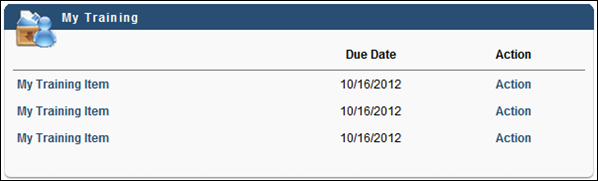 My Training
Due Date Action
My Training Item 10/16/2012 Action
My Training Item 10/16/2012 Action
My Training Item 10/16/2012 Action